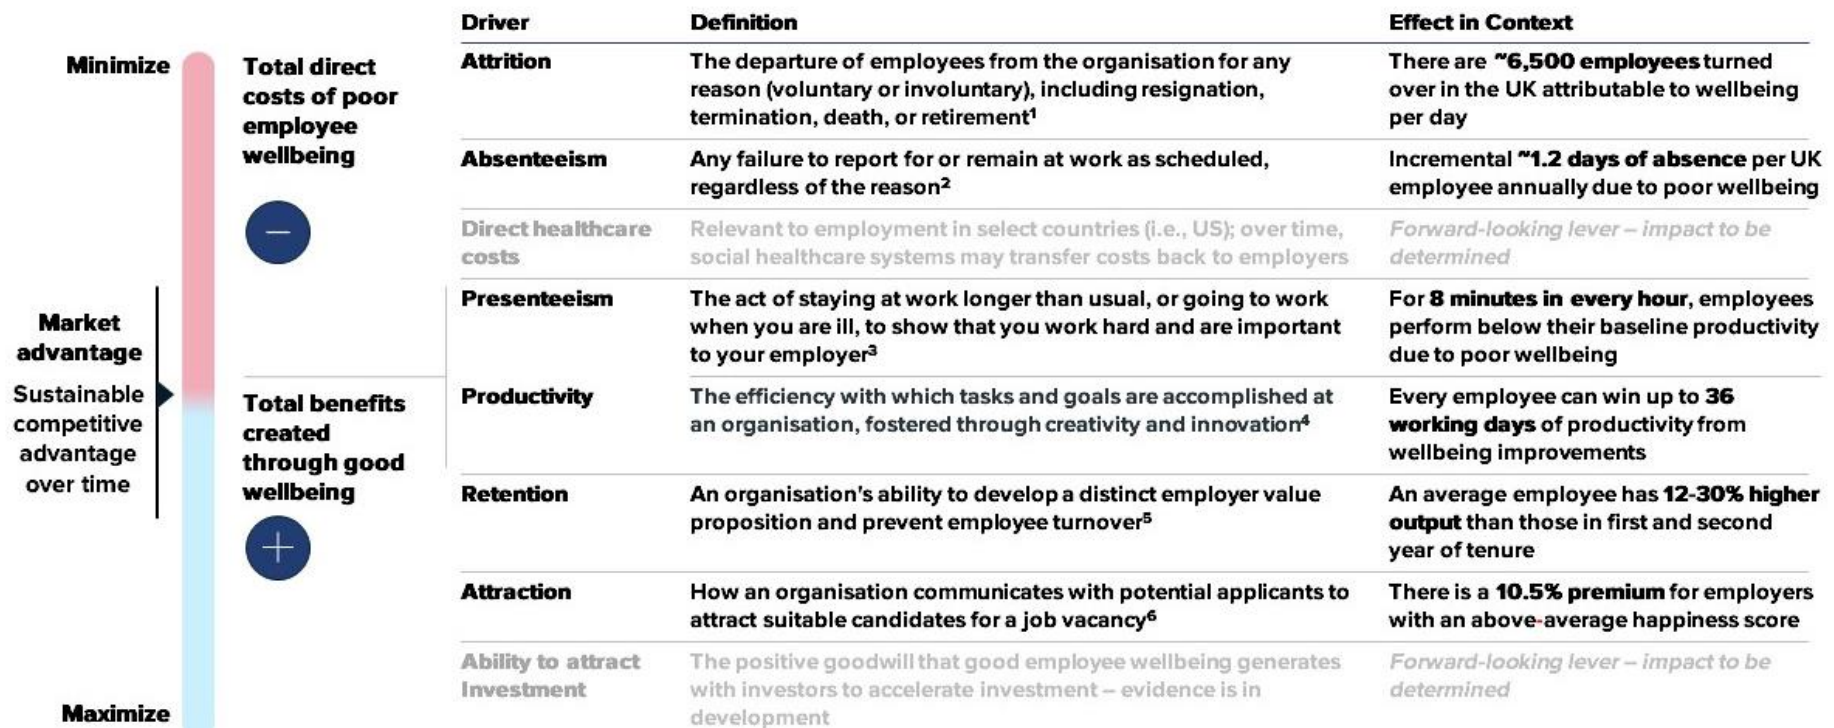 Driver
Definition
Effect in Context
Minimize
Total direct
costs of poor
employee
wellbeing
−
Market
advantage
Sustainable
competitive
advantage
over time
Total benefits
created
through good
wellbeing
+
Maximize
Attrition
The departure of employees from the organisation for any
reason (voluntary or involuntary), including resignation,
termination, death, or retirement¹
There are ~6,500 employees turned
over in the UK attributable to wellbeing
per day
Absenteeism
Any failure to report for or remain at work as scheduled,
regardless of the reason²
Incremental ~1.2 days of absence per UK
employee annually due to poor wellbeing
Direct healthcare
costs
Relevant to employment in select countries (i.e., US); over time,
social healthcare systems may transfer costs back to employers
Forward-looking lever – impact to be
determined
Presenteeism
The act of staying at work longer than usual, or going to work
when you are ill, to show that you work hard and are important
to your employer³
For 8 minutes in every hour, employees
perform below their baseline productivity
due to poor wellbeing
Productivity
The efficiency with which tasks and goals are accomplished at
an organisation, fostered through creativity and innovation⁴
Every employee can win up to 36
working days of productivity from
wellbeing improvements
Retention
An organisation's ability to develop a distinct employer value
proposition and prevent employee turnover⁵
An average employee has 12-30% higher
output than those in first and second
year of tenure
Attraction
How an organisation communicates with potential applicants to
attract suitable candidates for a job vacancy⁶
There is a 10.5% premium for employers
with an above-average happiness score
Ability to attract
Investment
The positive goodwill that good employee wellbeing generates
with investors to accelerate investment – evidence is in
development
Forward-looking lever – impact to be
determined